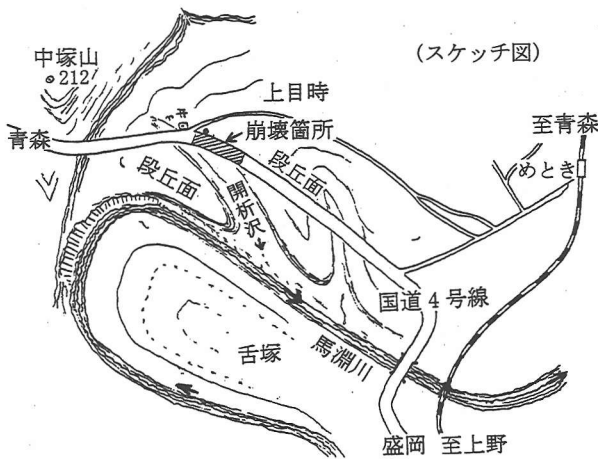 (スケッチ図)
中塚山
212
上目時
崩壊箇所
青森
至青森
めとき
段丘面
段丘面
開析沢
国道4号線
舌塚
馬淵川
盛岡
至上野